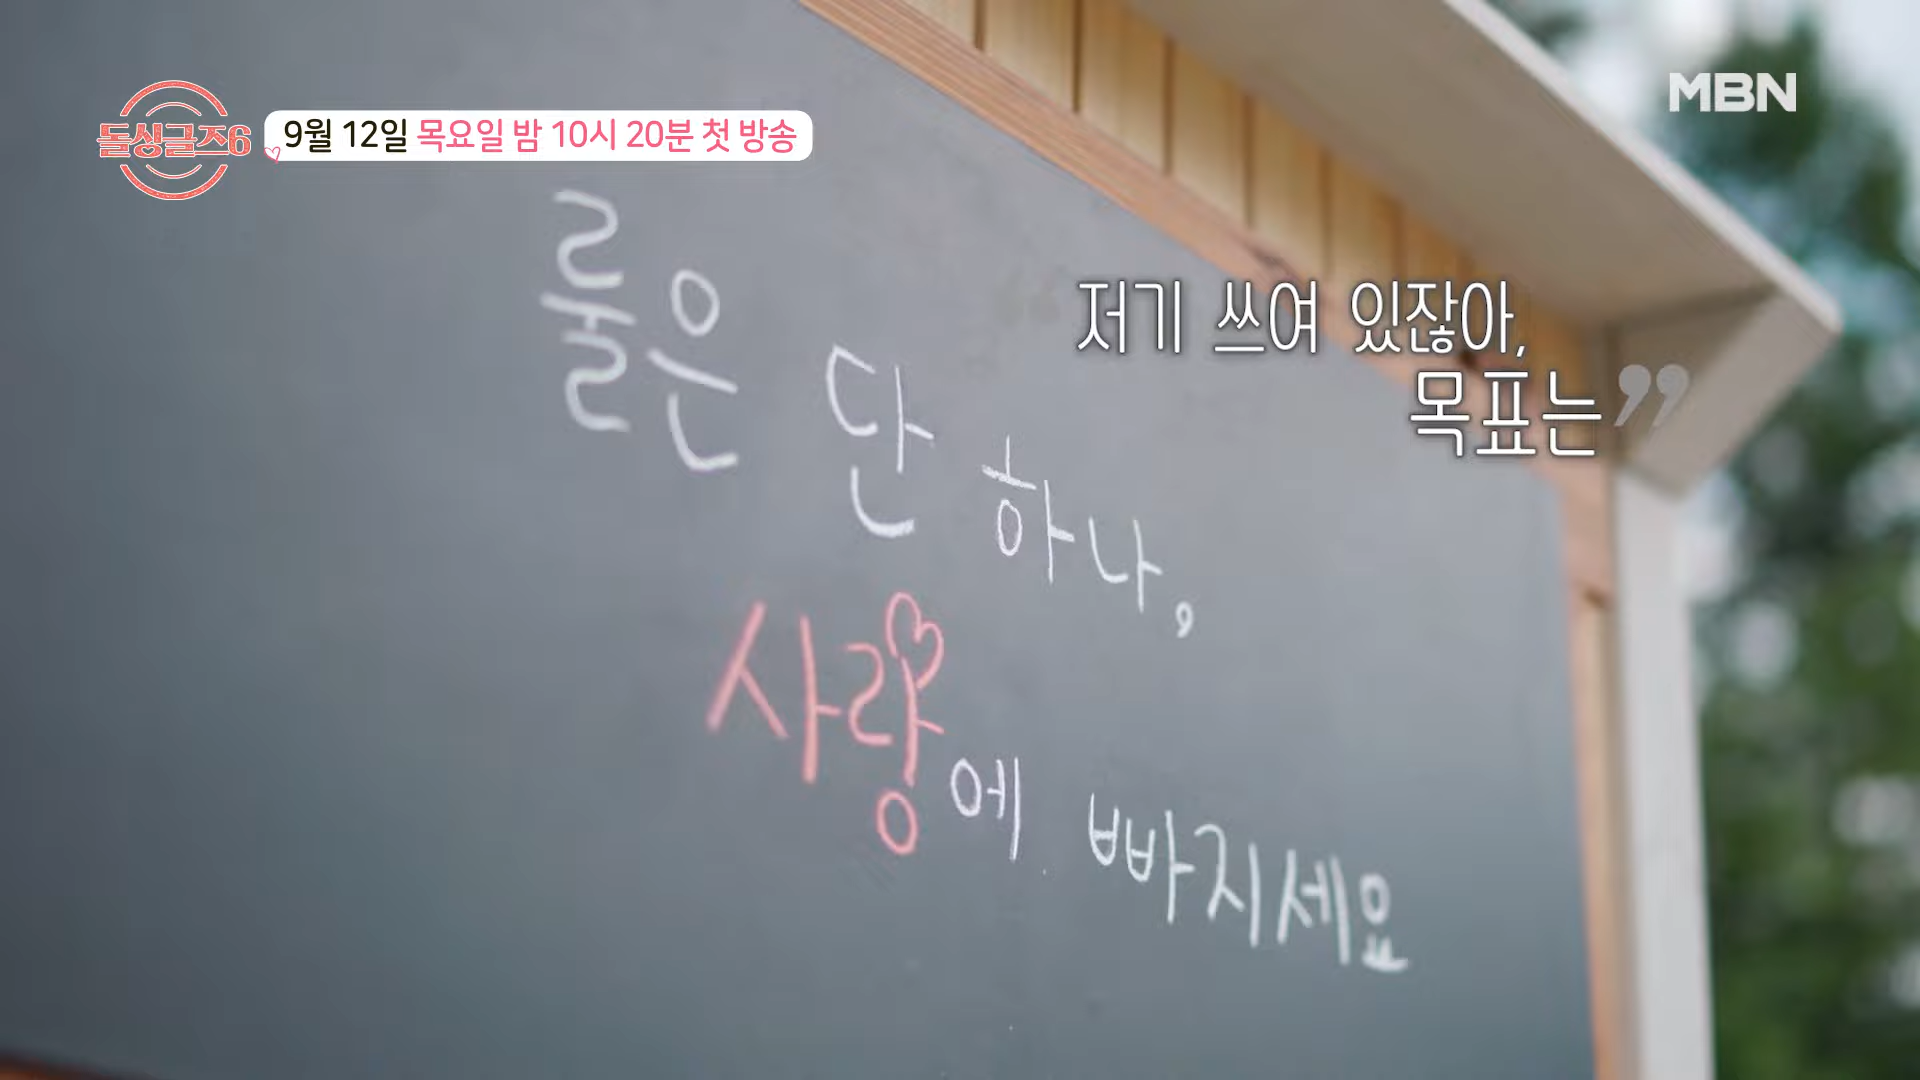 돌싱글즈6
9월 12일 목요일 밤 10시 20분 첫 방송
MBN
저기 쓰여 있잖아,
목표는”
룰은 단 하나,
사랑에 빠지세요